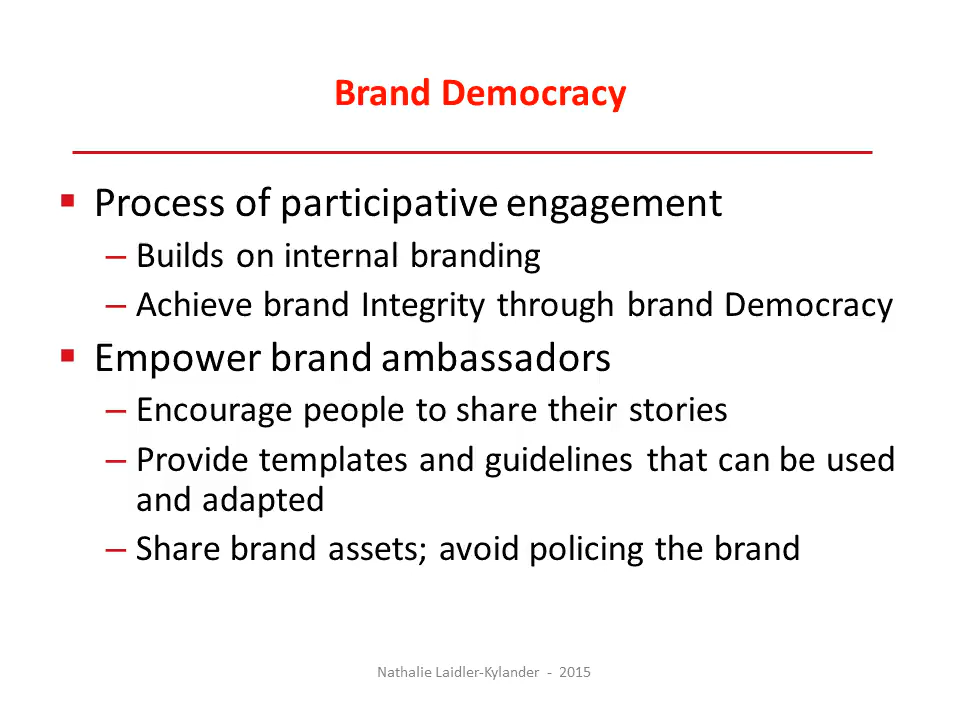 Brand Democracy
▪ Process of participative engagement
– Builds on internal branding
– Achieve brand Integrity through brand Democracy
▪ Empower brand ambassadors
– Encourage people to share their stories
– Provide templates and guidelines that can be used
and adapted
– Share brand assets; avoid policing the brand
Nathalie Laidler-Kylander - 2015